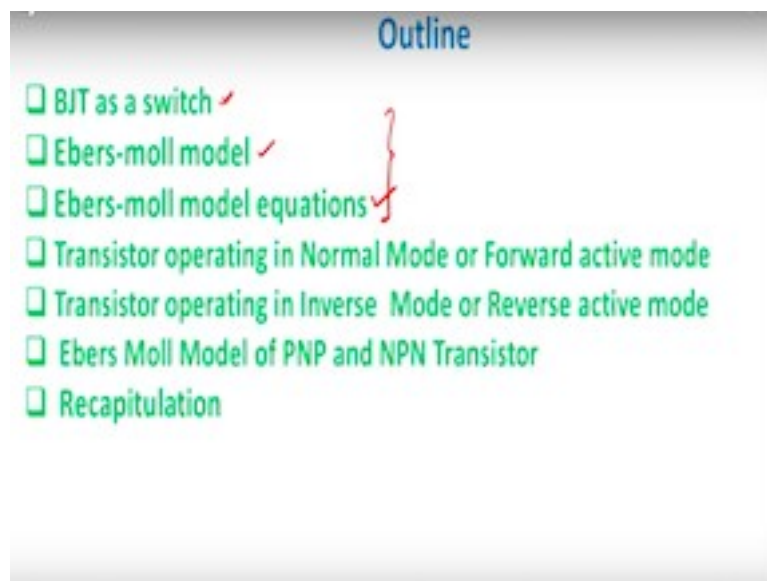 Outline
BJT as a switch
Ebers-moll model
Ebers-moll model equations
Transistor operating in Normal Mode or Forward active mode
Transistor operating in Inverse Mode or Reverse active mode
Ebers Moll Model of PNP and NPN Transistor
Recapitulation